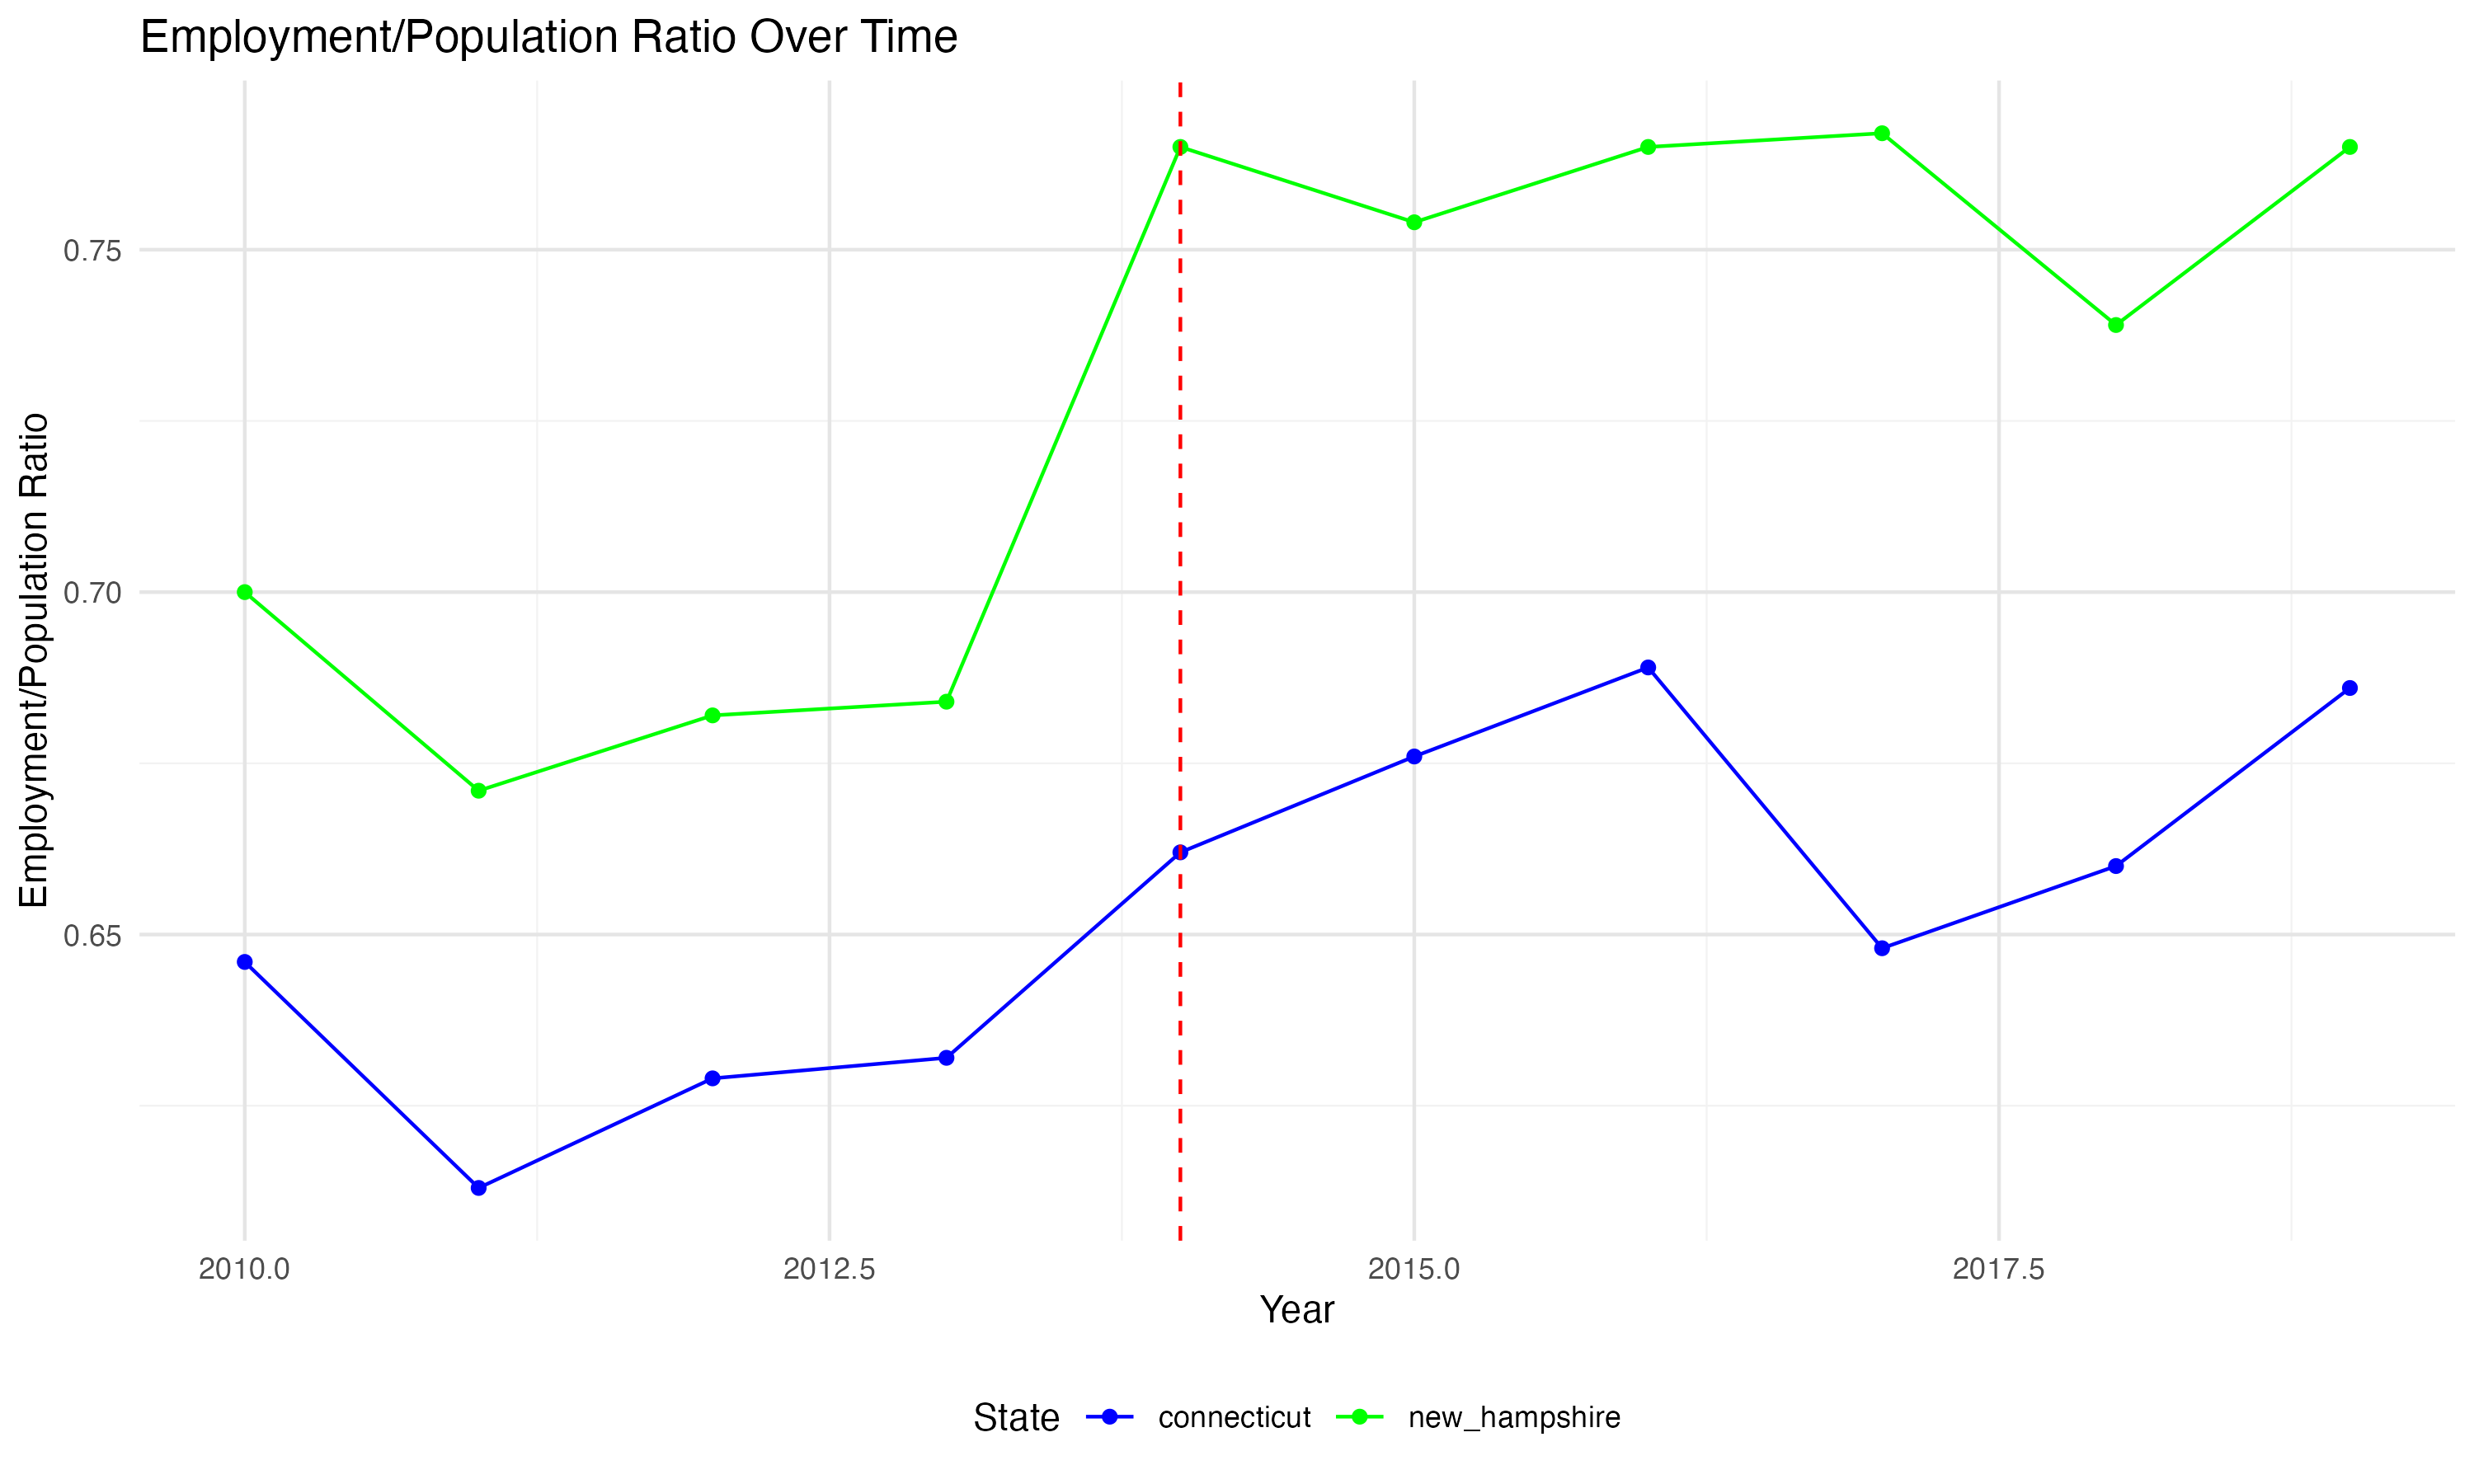 Employment/Population Ratio Over Time
Employment/Population Ratio
0.75
0.70
0.65
2010.0 2012.5 2015.0 2017.5
Year
State connecticut new_hampshire